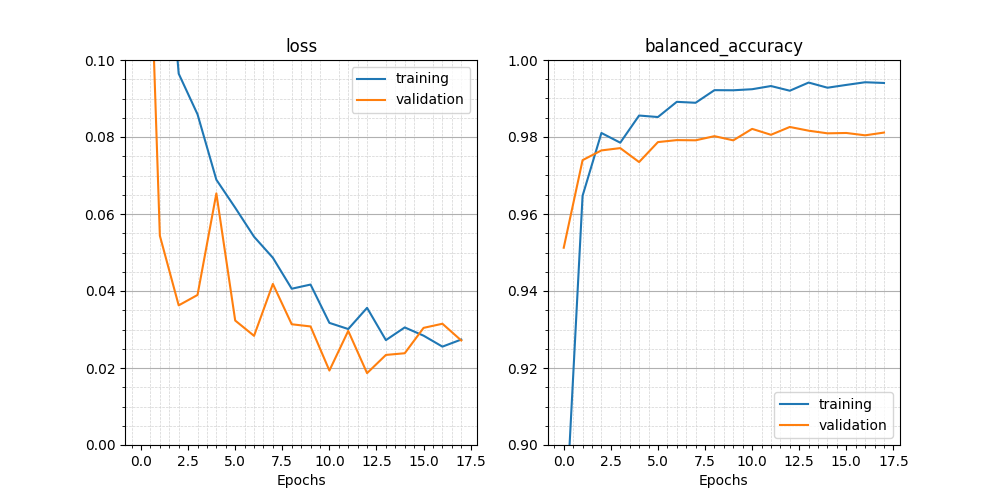 loss
0.10
0.08
0.06
0.04
0.02
0.00
0.0 2.5 5.0 7.5 10.0 12.5 15.0 17.5
Epochs
training
validation
balanced_accuracy
1.00
0.98
0.96
0.94
0.92
0.90
0.0 2.5 5.0 7.5 10.0 12.5 15.0 17.5
Epochs
training
validation